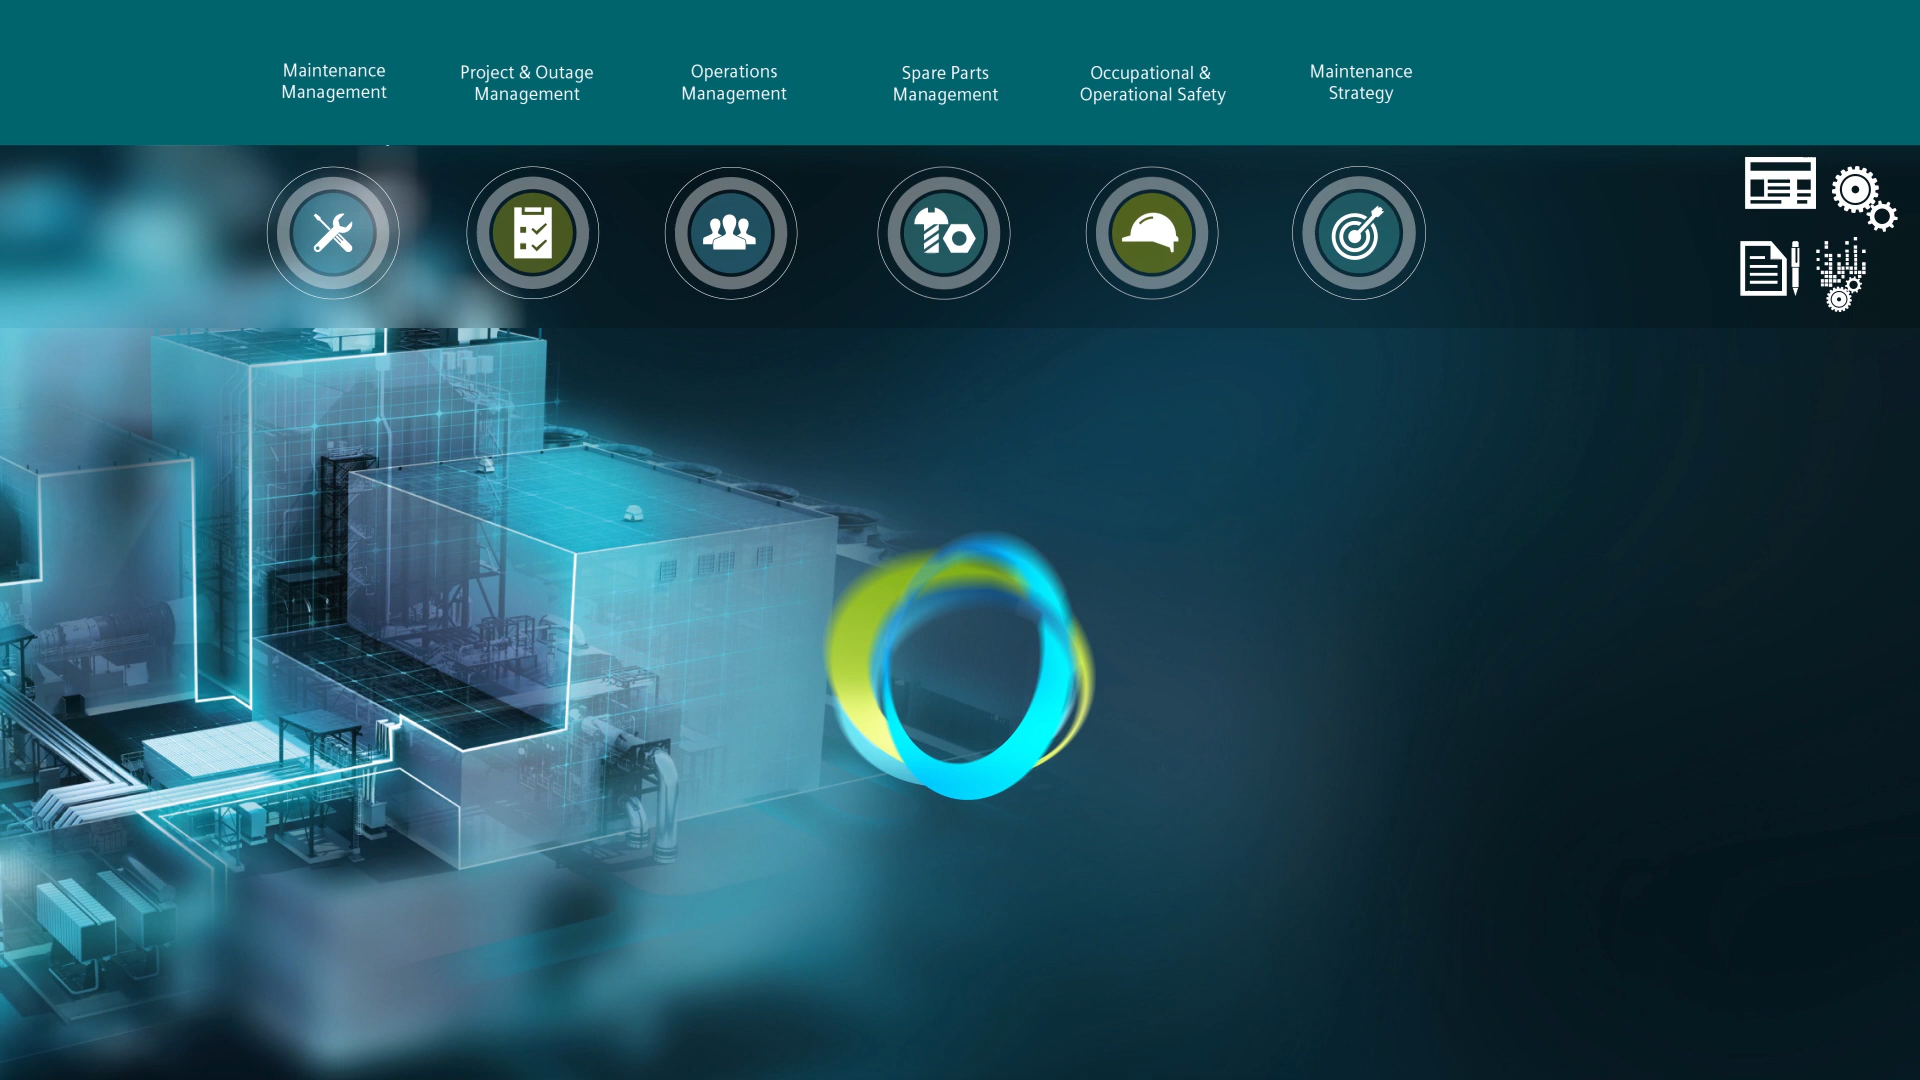 Maintenance
Management
Project & Outage
Management
Operations
Management
Spare Parts
Management
Occupational &
Operational Safety
Maintenance
Strategy